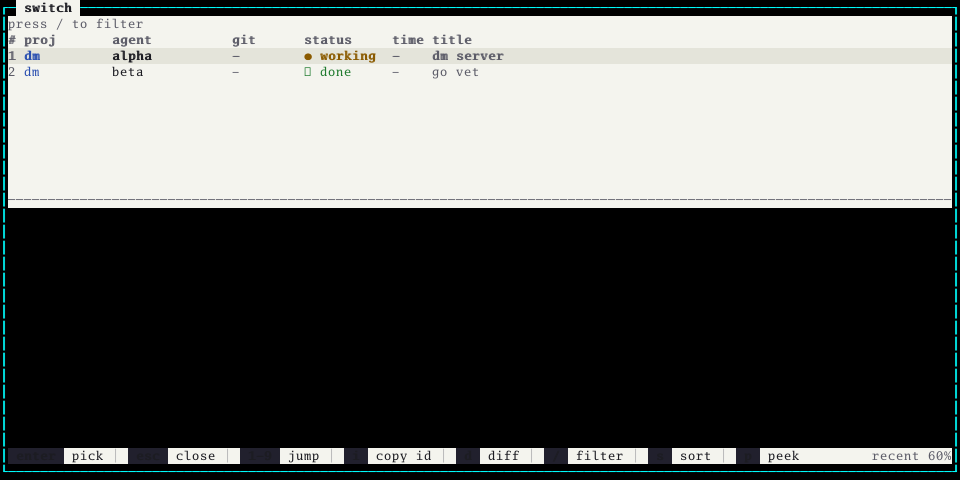 switch
press / to filter
# proj agent git status time title
1 dm alpha – ● working – dm server
2 dm beta – done – go vet
pick │ close │ jump │ copy id │ diff │ filter │ sort │ peek recent 60%